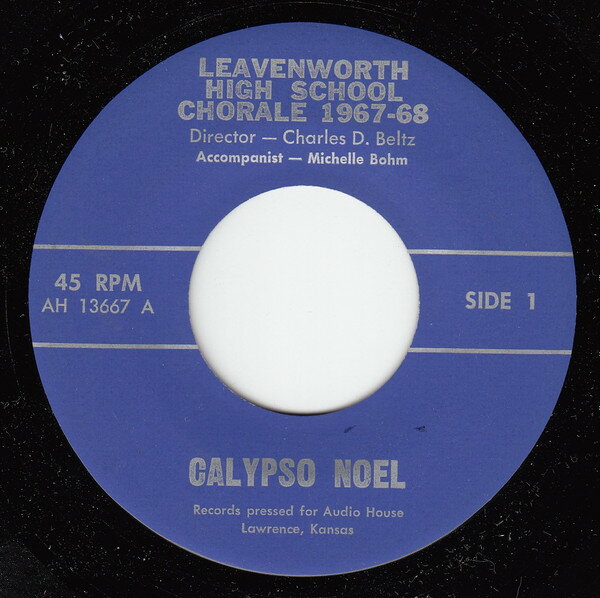 LEAVENWORTH
HIGH SCHOOL
CHORALE 1967-68
Director — Charles D. Beltz
Accompanist — Michelle Bohm
45 RPM
AH 13667 A
SIDE 1
CALYPSO NOEL
Records pressed for Audio House
Lawrence, Kansas